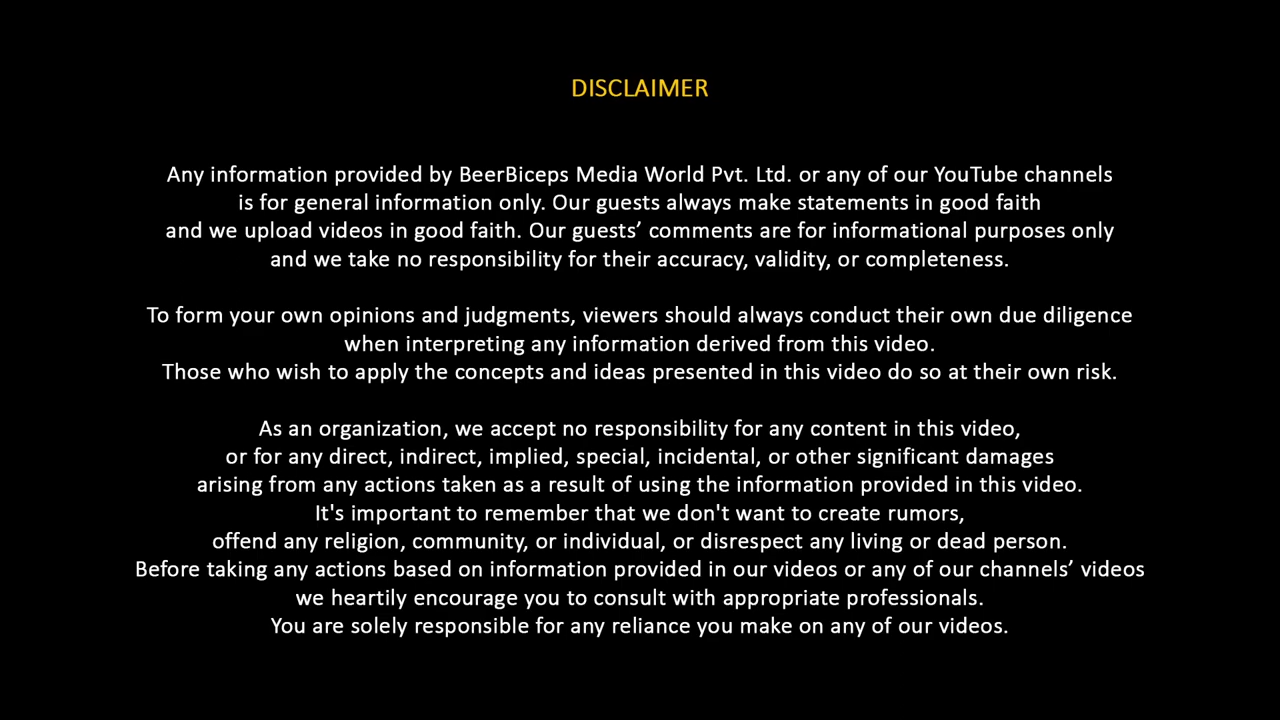 DISCLAIMER
Any information provided by BeerBiceps Media World Pvt. Ltd. or any of our YouTube channels
is for general information only. Our guests always make statements in good faith
and we upload videos in good faith. Our guests’ comments are for informational purposes only
and we take no responsibility for their accuracy, validity, or completeness.
To form your own opinions and judgments, viewers should always conduct their own due diligence
when interpreting any information derived from this video.
Those who wish to apply the concepts and ideas presented in this video do so at their own risk.
As an organization, we accept no responsibility for any content in this video,
or for any direct, indirect, implied, special, incidental, or other significant damages
arising from any actions taken as a result of using the information provided in this video.
It's important to remember that we don't want to create rumors,
offend any religion, community, or individual, or disrespect any living or dead person.
Before taking any actions based on information provided in our videos or any of our channels’ videos
we heartily encourage you to consult with appropriate professionals.
You are solely responsible for any reliance you make on any of our videos.